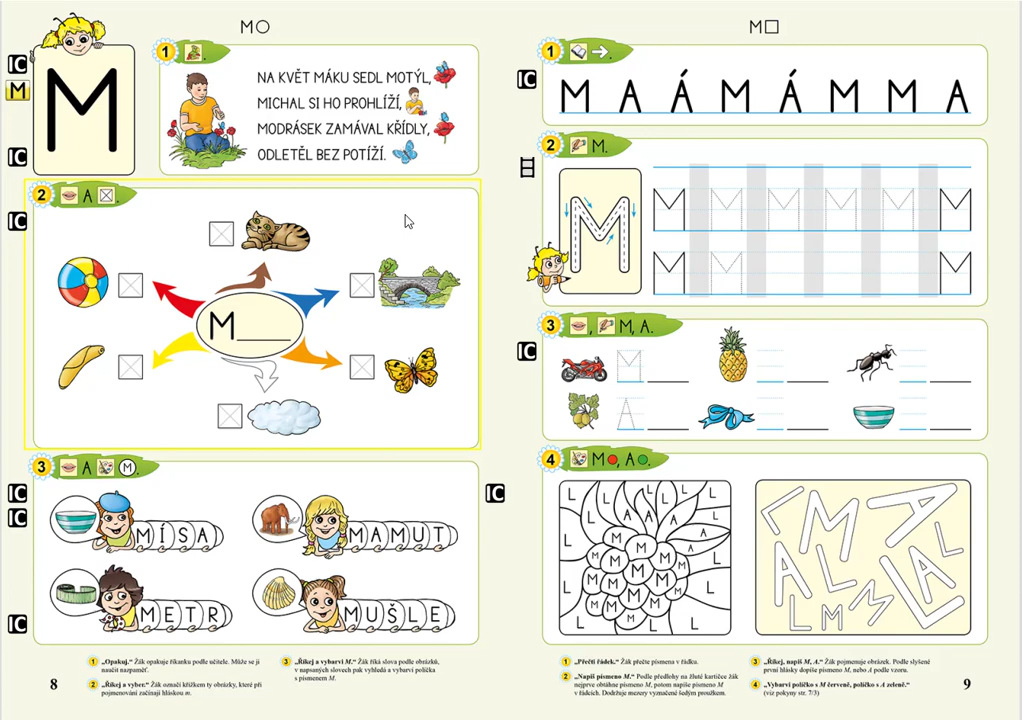 M
IC
M
IC
IC
IC
IC
IC
M
1
NA KVĚT MÁKU SEDL MOTÝL,
MICHAL SI HO PROHLÍŽÍ,
MODRÁSEK ZAMÁVAL KŘÍDLY,
ODLETĚL BEZ POTÍŽÍ.
2 A
M___
3 A M.
MÍSA
MAMUT
METR
MUŠLE
1 „Opakuj.“ Žák opakuje říkanku podle učitele. Může se ji
naučit nazpaměť.
2 „Říkej a vyber.“ Žák označí křížkem ty obrázky, které při
pojmenování začínají hláskou m.
3 „Říkej a vybarvi M.“ Žák říká slova podle obrázků,
v napsaných slovech pak vyhledá a vybarví políčka
s písmenem M.
8
M
1
IC
M A Á M Á M M A
2 M.
M
M M M M M M
M M M
3 , M, A.
IC
M
A
4 M , A .
IC
L L L L L L L L L L L L
A A A A A
M M M M M M M M M M M M M M M M
L M A A L M L A L L M
1 „Přečti řádek.“ Žák přečte písmena v řádku.
2 „Napiš písmeno M.“ Podle předlohy na žluté kartičce žák
nejprve obtáhne písmeno M, potom napíše písmeno M
v řádcích. Dodržuje mezery vyznačené šedým proužkem.
3 „Říkej, napiš M, A.“ Žák pojmenuje obrázek. Podle slyšené
první hlásky dopíše písmeno M, nebo A podle vzoru.
4 „Vybarvi políčko s M červeně, políčko s A zeleně.“
(viz pokyny str. 7/3)
9